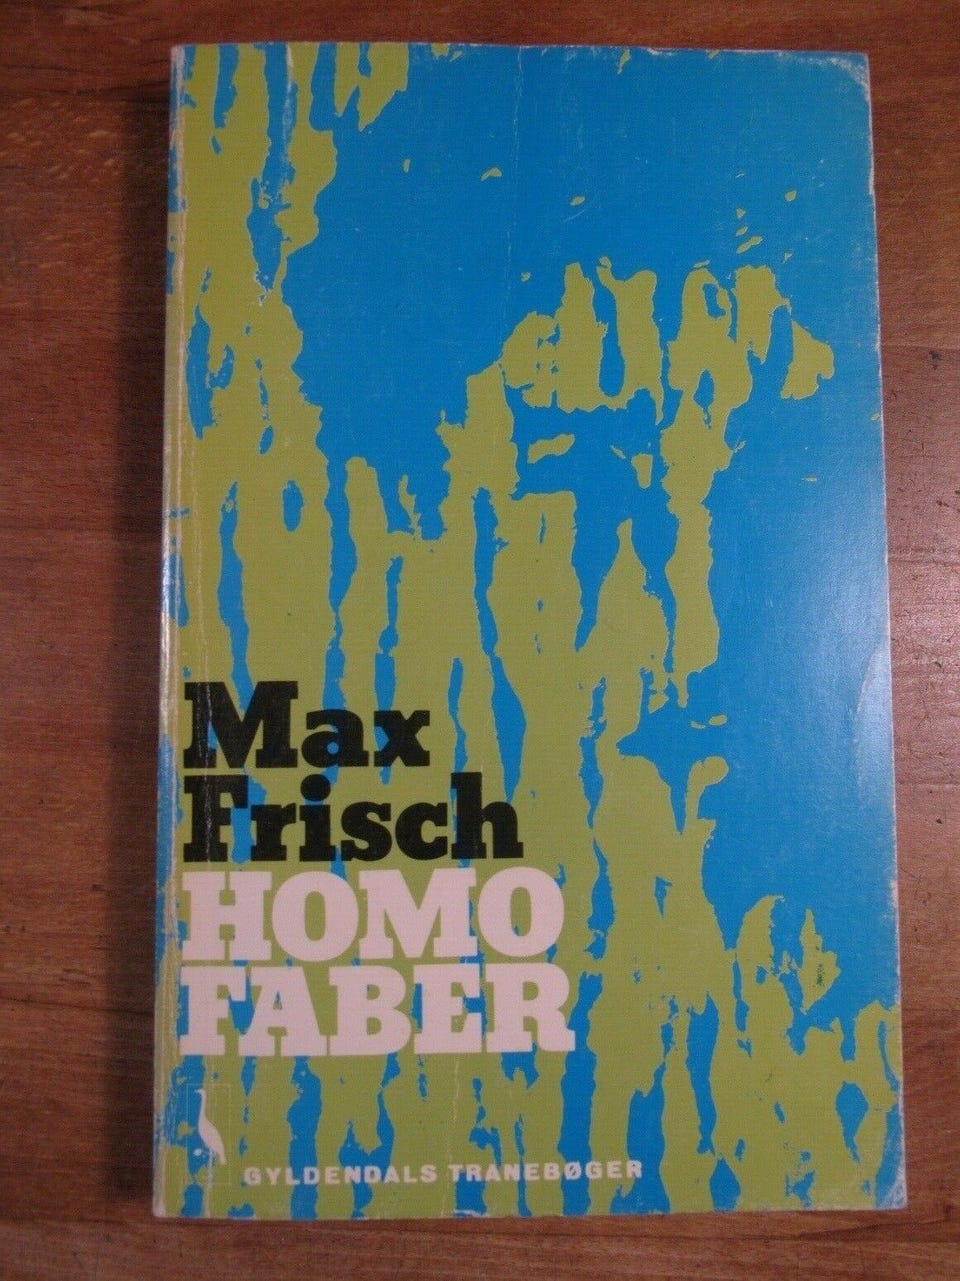 Max
Frisch
HOMO
FABER
GYLDENDALS TRANEBØGER